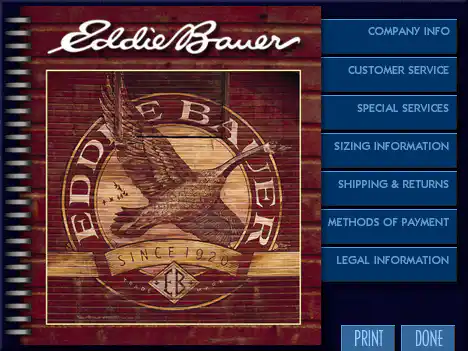 Eddie Bauer
EDDIE BAUER
SINCE 1920
TRADE
EB
COMPANY INFO
CUSTOMER SERVICE
SPECIAL SERVICES
SIZING INFORMATION
SHIPPING & RETURNS
METHODS OF PAYMENT
LEGAL INFORMATION
PRINT
DONE